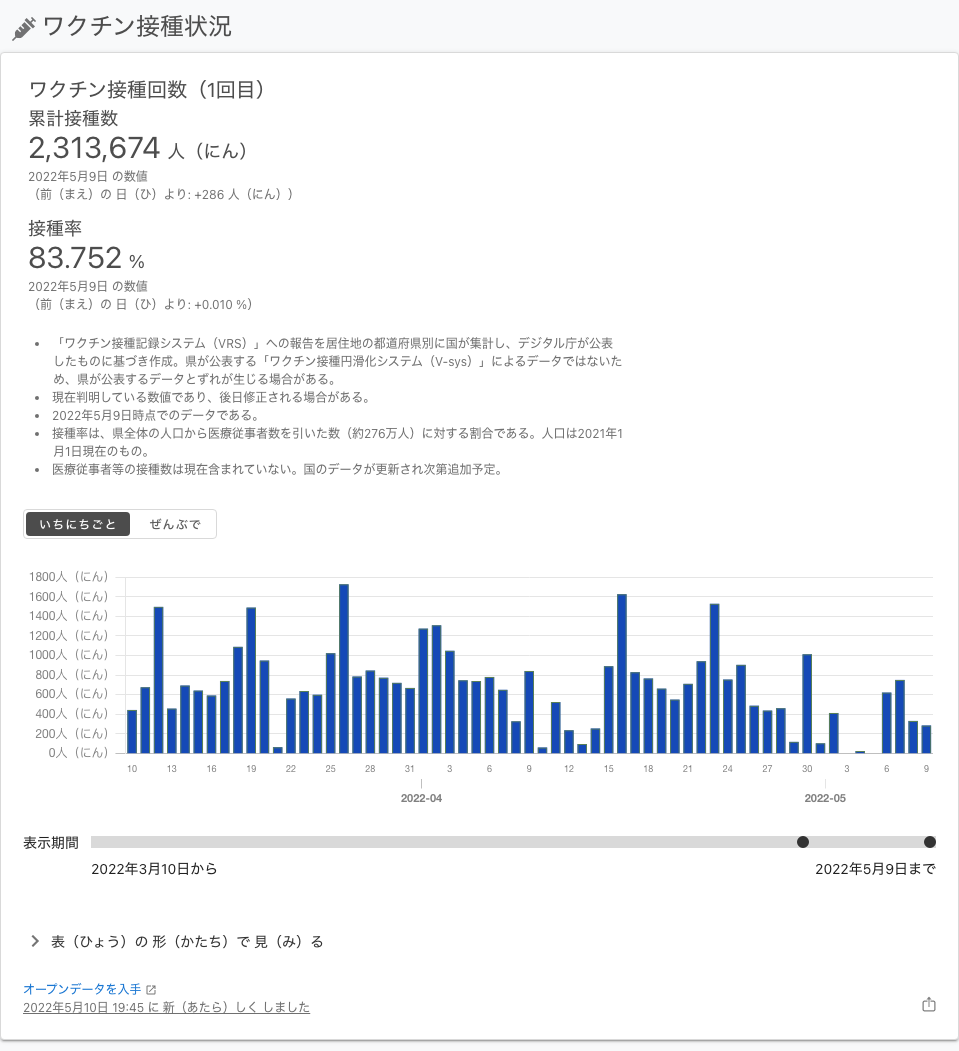 ワクチン接種状況
ワクチン接種回数（1回目）
累計接種数
2,313,674 人（にん）
2022年5月9日 の数値
（前（まえ）の 日（ひ）より: +286 人（にん））
接種率
83.752 %
2022年5月9日 の数値
（前（まえ）の 日（ひ）より: +0.010 %）
• 「ワクチン接種記録システム（VRS）」への報告を居住地の都道府県別に国が集計し、デジタル庁が公表
したものに基づき作成。県が公表する「ワクチン接種円滑化システム（V-sys）」によるデータではないた
め、県が公表するデータとずれが生じる場合がある。
• 現在判明している数値であり、後日修正される場合がある。
• 2022年5月9日時点でのデータである。
• 接種率は、県全体の人口から医療従事者数を引いた数（約276万人）に対する割合である。人口は2021年1
月1日現在のもの。
• 医療従事者等の接種数は現在含まれていない。国のデータが更新され次第追加予定。
いちにちごと ぜんぶで
1800人（にん）
1600人（にん）
1400人（にん）
1200人（にん）
1000人（にん）
800人（にん）
600人（にん）
400人（にん）
200人（にん）
0人（にん）
10 13 16 19 22 25 28 31 3 6 9 12 15 18 21 24 27 30 3 6 9
2022-04 2022-05
表示期間
2022年3月10日から 2022年5月9日まで
表（ひょう）の 形（かたち）で 見（み）る
オープンデータを入手
2022年5月10日 19:45 に 新（あたら）しく しました